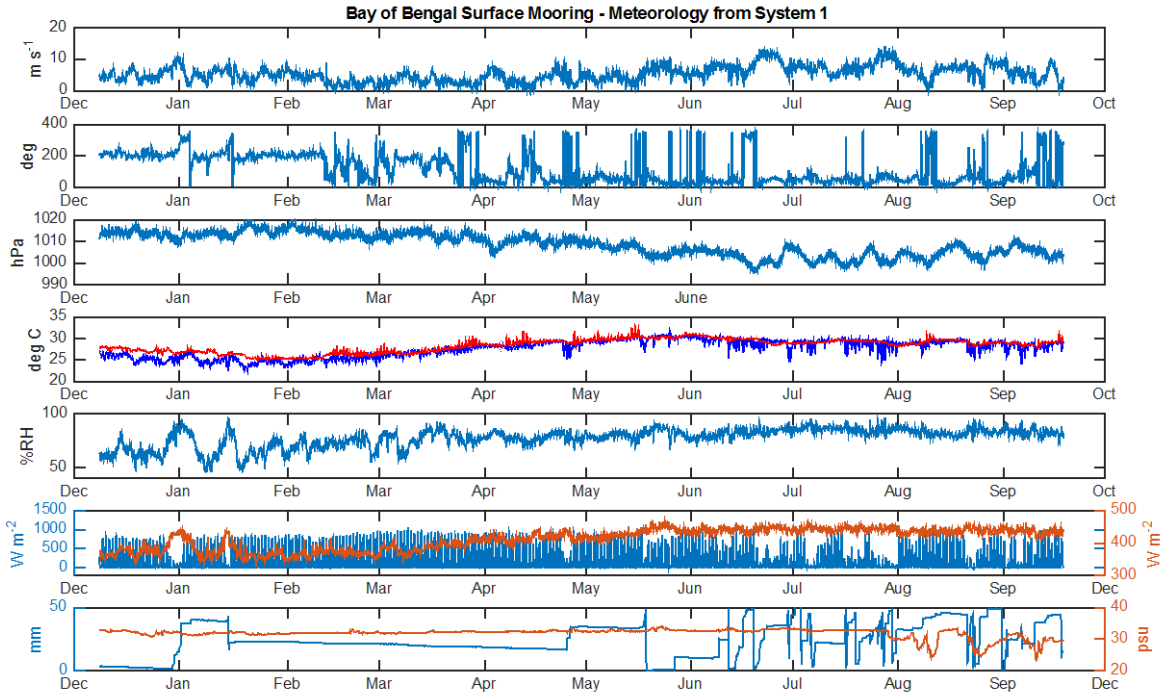 Bay of Bengal Surface Mooring - Meteorology from System 1
20
10
0
m s-1
Dec Jan Feb Mar Apr May Jun Jul Aug Sep Oct
400
200
0
deg
Dec Jan Feb Mar Apr May Jun Jul Aug Sep Oct
1020
1010
1000
990
hPa
Dec Jan Feb Mar Apr May June
35
30
25
20
deg C
Dec Jan Feb Mar Apr May Jun Jul Aug Sep Oct
100
50
%RH
Dec Jan Feb Mar Apr May Jun Jul Aug Sep Oct
1500 500
1000
500 400
0 300
W m-2 W m-2
Dec Jan Feb Mar Apr May Jun Jul Aug Sep Dec
50 40
30
0 20
mm psu
Dec Jan Feb Mar Apr May Jun Jul Aug Sep Dec